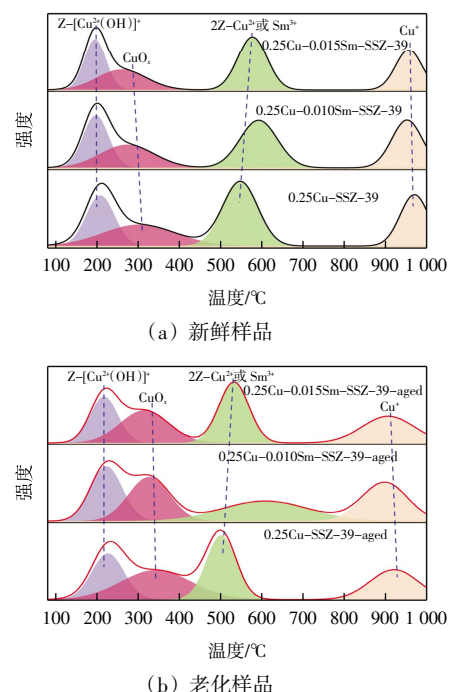 Z-[Cu²⁺(OH)]⁺
2Z-Cu²⁺或 Sm³⁺
Cu⁺
CuOₓ
0.25Cu-0.015Sm-SSZ-39
0.25Cu-0.010Sm-SSZ-39
0.25Cu-SSZ-39
强度
100 200 300 400 500 600 700 800 900 1 000
温度/℃
(a) 新鲜样品
Z-[Cu²⁺(OH)]⁺
2Z-Cu²⁺或 Sm³⁺
CuOₓ
0.25Cu-0.015Sm-SSZ-39-aged
Cu⁺
0.25Cu-0.010Sm-SSZ-39-aged
0.25Cu-SSZ-39-aged
强度
100 200 300 400 500 600 700 800 900 1 000
温度/℃
(b) 老化样品